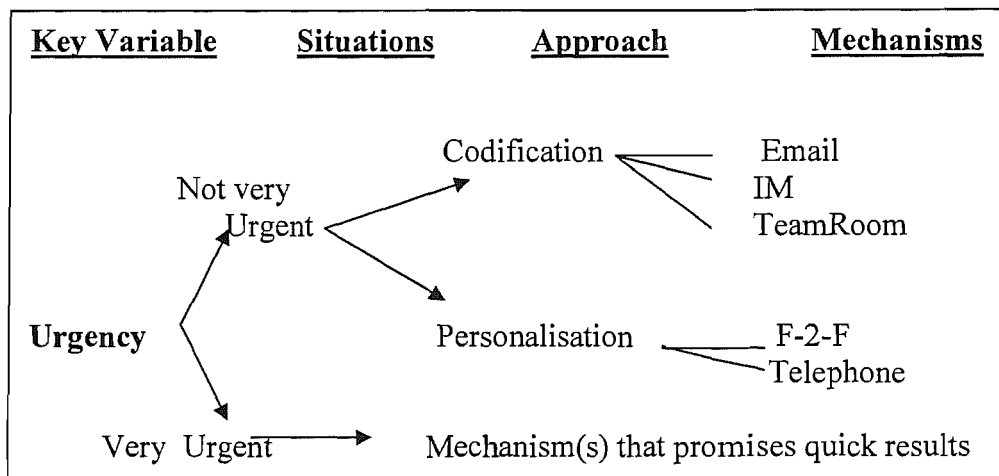 Key Variable Situations Approach Mechanisms
Codification Email
Not very IM
Urgent TeamRoom
Urgency Personalisation F-2-F
Telephone
Very Urgent Mechanism(s) that promises quick results